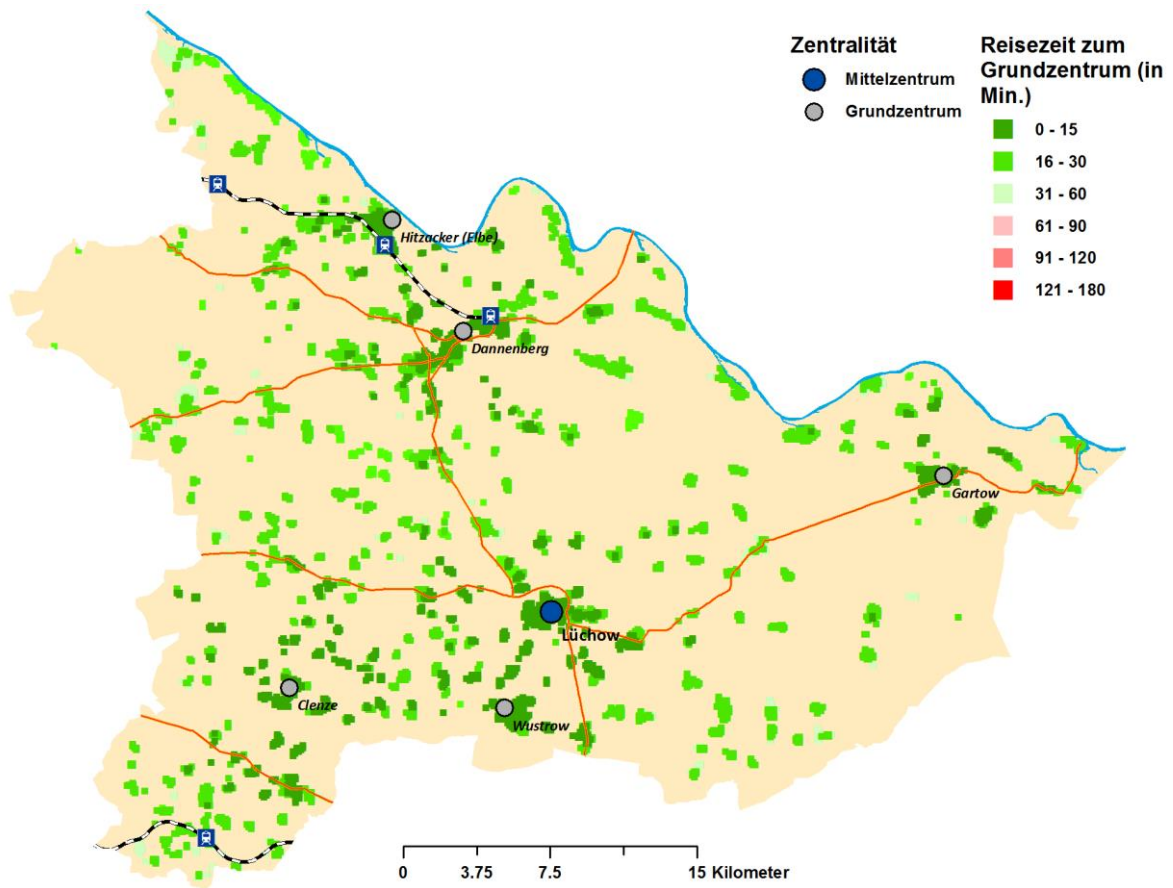 Zentralität
Mittelzentrum
Grundzentrum
Reisezeit zum
Grundzentrum (in
Min.)
0 - 15
16 - 30
31 - 60
61 - 90
91 - 120
121 - 180
Hitzacker (Elbe)
Dannenberg
Gartow
Lüchow
Clenze
Wustrow
0 3.75 7.5 15 Kilometer